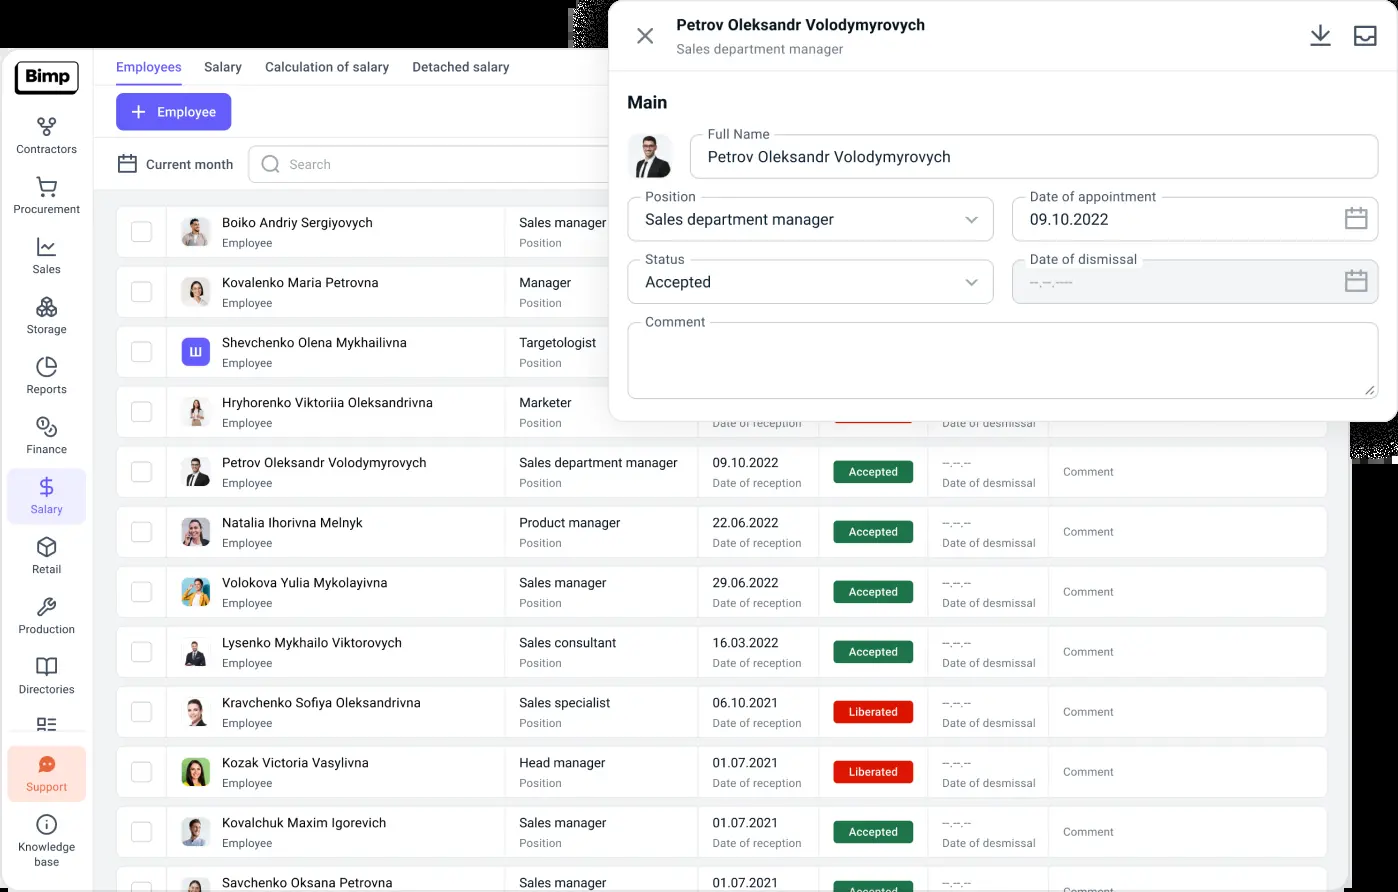 Bimp
Contractors
Procurement
Sales
Storage
Reports
Finance
Salary
Retail
Production
Directories
Support
Knowledge
base
Employees Salary Calculation of salary Detached salary
+ Employee
Current month Search
Boiko Andriy Sergiyovych Sales manager
Employee Position
Kovalenko Maria Petrovna Manager
Employee Position
Ш Shevchenko Olena Mykhailivna Targetologist
Employee Position
Hryhorenko Viktoriia Oleksandrivna Marketer
Employee Position Date of reception Date of desmissal
Petrov Oleksandr Volodymyrovych Sales department manager 09.10.2022 Accepted --.--.-- Comment
Employee Position Date of reception Date of desmissal
Natalia Ihorivna Melnyk Product manager 22.06.2022 Accepted --.--.-- Comment
Employee Position Date of reception Date of desmissal
Volokova Yulia Mykolayivna Sales manager 29.06.2022 Accepted --.--.-- Comment
Employee Position Date of reception Date of desmissal
Lysenko Mykhailo Viktorovych Sales consultant 16.03.2022 Accepted --.--.-- Comment
Employee Position Date of reception Date of desmissal
Kravchenko Sofiya Oleksandrivna Sales specialist 06.10.2021 Liberated --.--.-- Comment
Employee Position Date of reception Date of desmissal
Kozak Victoria Vasylivna Head manager 01.07.2021 Liberated --.--.-- Comment
Employee Position Date of reception Date of desmissal
Kovalchuk Maxim Igorevich Sales manager 01.07.2021 Accepted --.--.-- Comment
Employee Position Date of reception Date of desmissal
Savchenko Oksana Petrovna Sales manager 01.07.2021 Accepted --.--.-- Comment
Petrov Oleksandr Volodymyrovych
Sales department manager
Main
Full Name
Petrov Oleksandr Volodymyrovych
Position Date of appointment
Sales department manager 09.10.2022
Status Date of dismissal
Accepted --.--.----
Comment